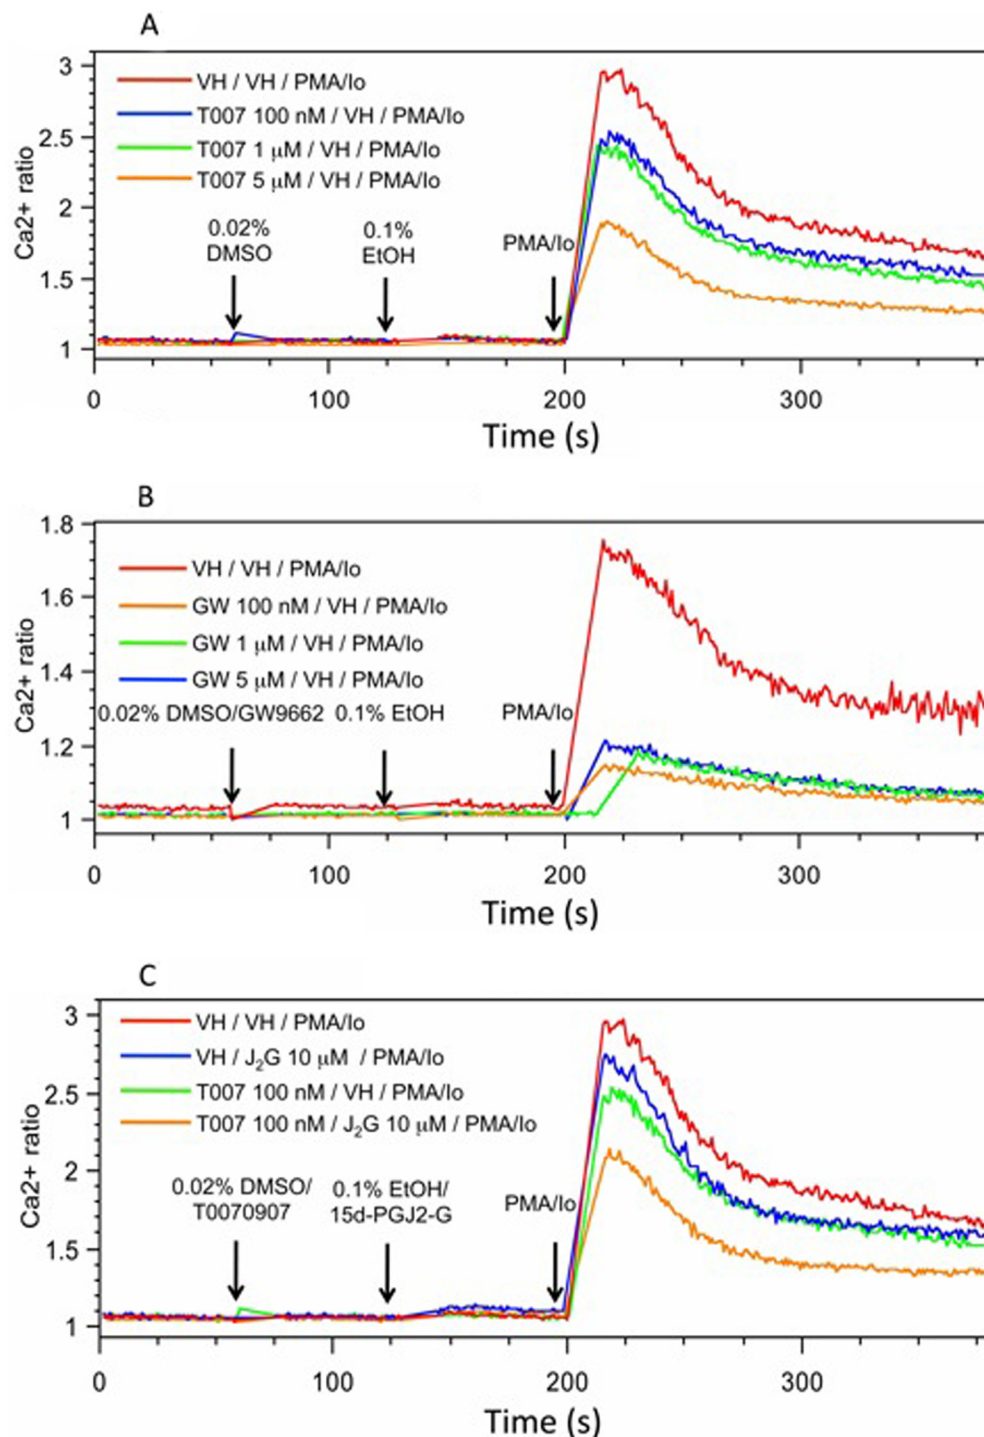 A
Ca2+ ratio
3
2.5
2
1.5
1
VH / VH / PMA/Io
T007 100 nM / VH / PMA/Io
T007 1 μM / VH / PMA/Io
T007 5 μM / VH / PMA/Io
0.02%
DMSO
0.1%
EtOH
PMA/Io
0 100 200 300
Time (s)
B
Ca2+ ratio
1.8
1.6
1.4
1.2
1
VH / VH / PMA/Io
GW 100 nM / VH / PMA/Io
GW 1 μM / VH / PMA/Io
GW 5 μM / VH / PMA/Io
0.02% DMSO/GW9662 0.1% EtOH PMA/Io
0 100 200 300
Time (s)
C
Ca2+ ratio
3
2.5
2
1.5
1
VH / VH / PMA/Io
VH / J₂G 10 μM / PMA/Io
T007 100 nM / VH / PMA/Io
T007 100 nM / J₂G 10 μM / PMA/Io
0.02% DMSO/
T0070907
0.1% EtOH/
15d-PGJ2-G
PMA/Io
0 100 200 300
Time (s)